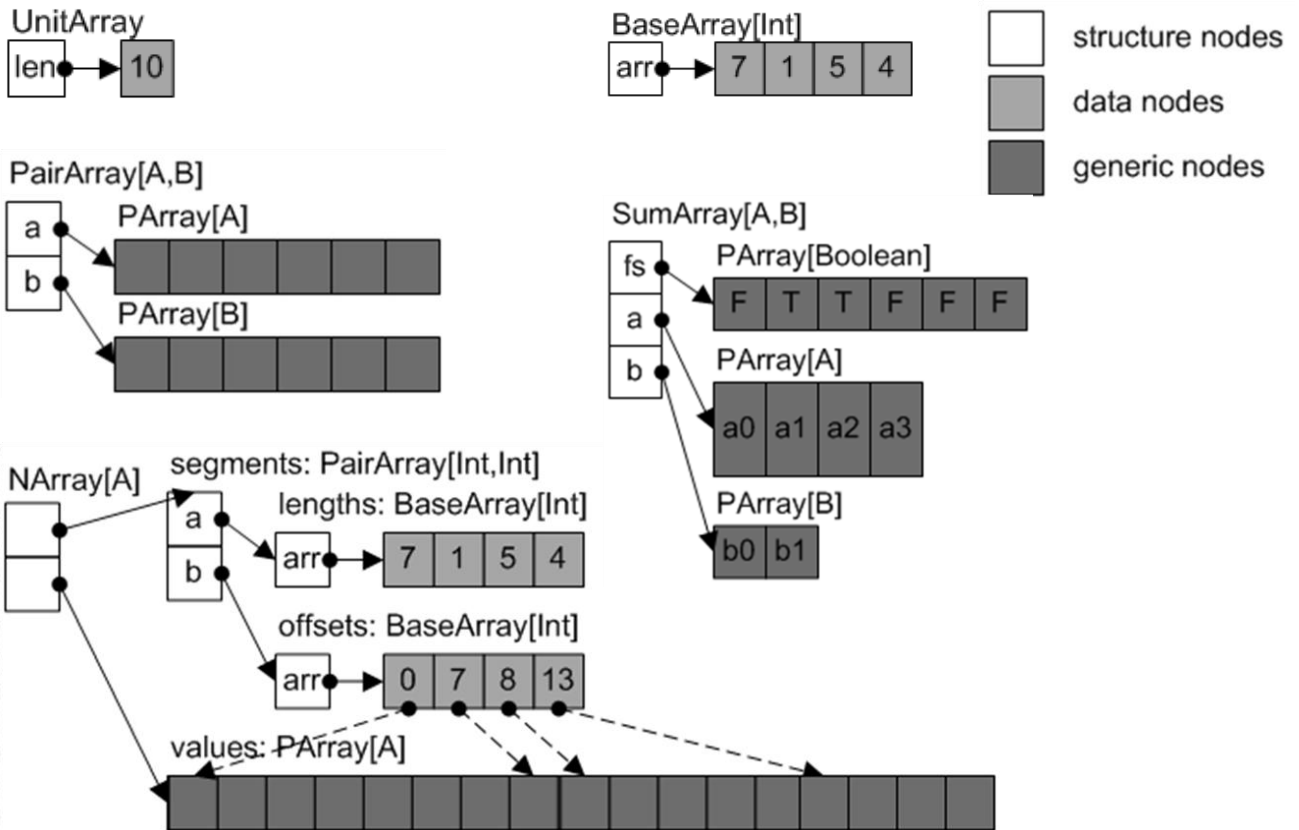 UnitArray
len 10
BaseArray[Int]
arr 7 1 5 4
structure nodes
data nodes
generic nodes
PairArray[A,B]
a
b
PArray[A]
PArray[B]
SumArray[A,B]
fs
a
b
PArray[Boolean]
F T T F F F
PArray[A]
a0 a1 a2 a3
PArray[B]
b0 b1
NArray[A]
segments: PairArray[Int,Int]
a
b
lengths: BaseArray[Int]
arr 7 1 5 4
offsets: BaseArray[Int]
arr 0 7 8 13
values: PArray[A]